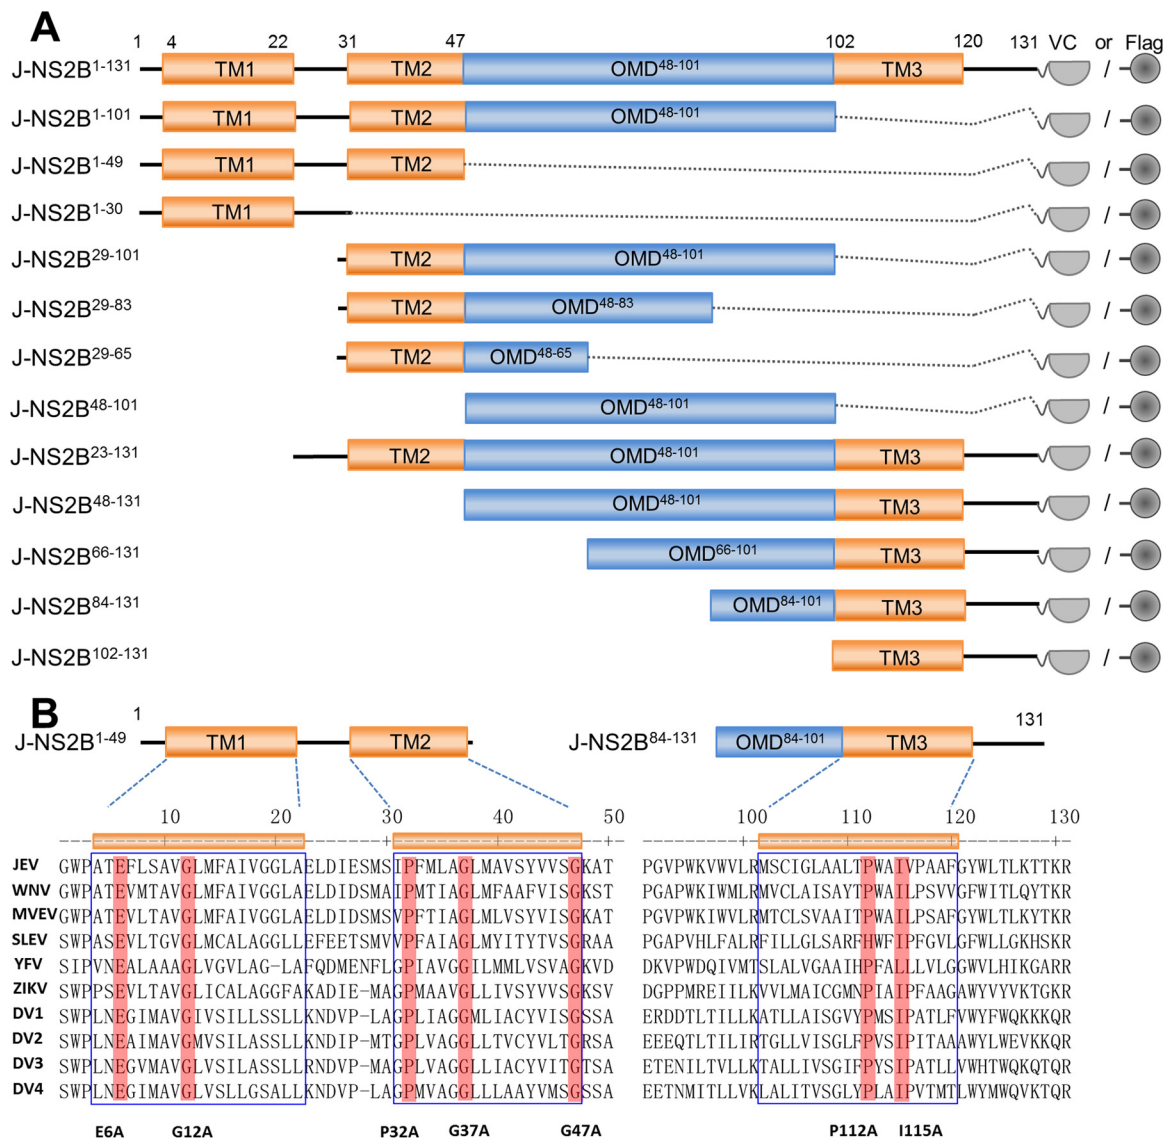 A
1 4 22 31 47 102 120 131 VC or Flag
J-NS2B1-131 TM1 TM2 OMD48-101 TM3 /
J-NS2B1-101 TM1 TM2 OMD48-101 /
J-NS2B1-49 TM1 TM2 /
J-NS2B1-30 TM1 /
J-NS2B29-101 TM2 OMD48-101 /
J-NS2B29-83 TM2 OMD48-83 /
J-NS2B29-65 TM2 OMD48-65 /
J-NS2B48-101 OMD48-101 /
J-NS2B23-131 TM2 OMD48-101 TM3 /
J-NS2B48-131 OMD48-101 TM3 /
J-NS2B66-131 OMD66-101 TM3 /
J-NS2B84-131 OMD84-101 TM3 /
J-NS2B102-131 TM3 /
B
1 131
J-NS2B1-49 TM1 TM2 J-NS2B84-131 OMD84-101 TM3
10 20 30 40 50 100 110 120 130
JEV GWPATEFLSAVGLMFAIVGGLAELDIESMSIPFMLAGLMAVSYVVSGKAT PGVPWKVWVLRMSCIGLAALTPWAIVPAAFGYWLTLKTTKR
WNV GWPATEVMTAVGLMFAIVGGLAELDIDSMAIPMTIAGLMFAAFVISGKST PGAPWKIWMLRMVCLAISAYTPWAILPSVVGFWITLQYTKR
MVEV GWPATEVLTAVGLMFAIVGGLAELDIDSMSVPFTIAGLMLVSYVISGKAT PGVPWKIWVLRMTCLSVAAITPWAILPSAFGYWLTLKYTKR
SLEV SWPASEVLTGVGLMCALAGGLLEFEETSMVVPFAIAGLMYITYTVSGRAA PGAPVHLFALRFILLGLSARFHWFIPFGVLGFWLLGKHSKR
YFV SIPVNEALAAAGLVGVLAG-LAFQDMENFLGPIAVGGILMMLVSVAGKVD DKVPWDQIVMTSLALVGAAIHPFALLLVLGGWVLHIKGARR
ZIKV SWPPSEVLTAVGLICALAGGFAKADIE-MAGPMAAVGLLIVSYVVSGKSV DGPPMREIILKVVLMAICGMNPIAIPFAAGAWYVYVKTGKR
DV1 SWPLNEGIMAVGIVSILLSSLLKNDVP-LAGPLIAGGMLIACYVISGSSA ERDDTLTILLKATLLAISGVYPMSIPATLFVWYFWQKKKQR
DV2 SWPLNEAIMAVGMVSILASSLLKNDIP-MTGPLVAGGLLTVCYVLTGRSA EEEQTLTILIRTGLLVISGLFPVSIPITAAAWYLWEVKKQR
DV3 SWPLNEGVMAVGLVSILASSLLRNDVP-MAGPLVAGGLLIACYVITGTSA ETENILTVLLKTALLIVSGIFPYSIPATLLVWHTWQKQTQR
DV4 SWPLNEGIMAVGLVSLLGSALLKNDVP-LAGPMVAGGLLLAAYVMSGSSA EETNMITLLVKLALITVSGLYPLAIPVTMTLWYMWQVKTQR
E6A G12A P32A G37A G47A P112A I115A